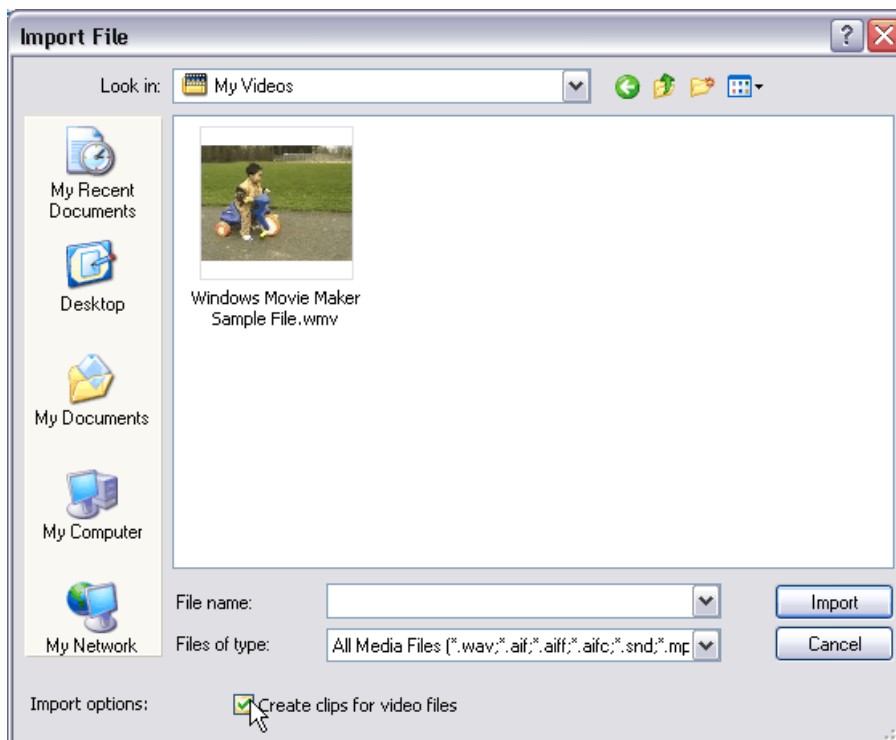 Import File
Look in:
My Videos
My Recent
Documents
Desktop
My Documents
My Computer
My Network
Windows Movie Maker
Sample File.wmv
File name:
Import
Files of type:
All Media Files (*.wav;*.aif;*.aiff;*.aifc;*.snd;*.mp
Cancel
Import options:
Create clips for video files